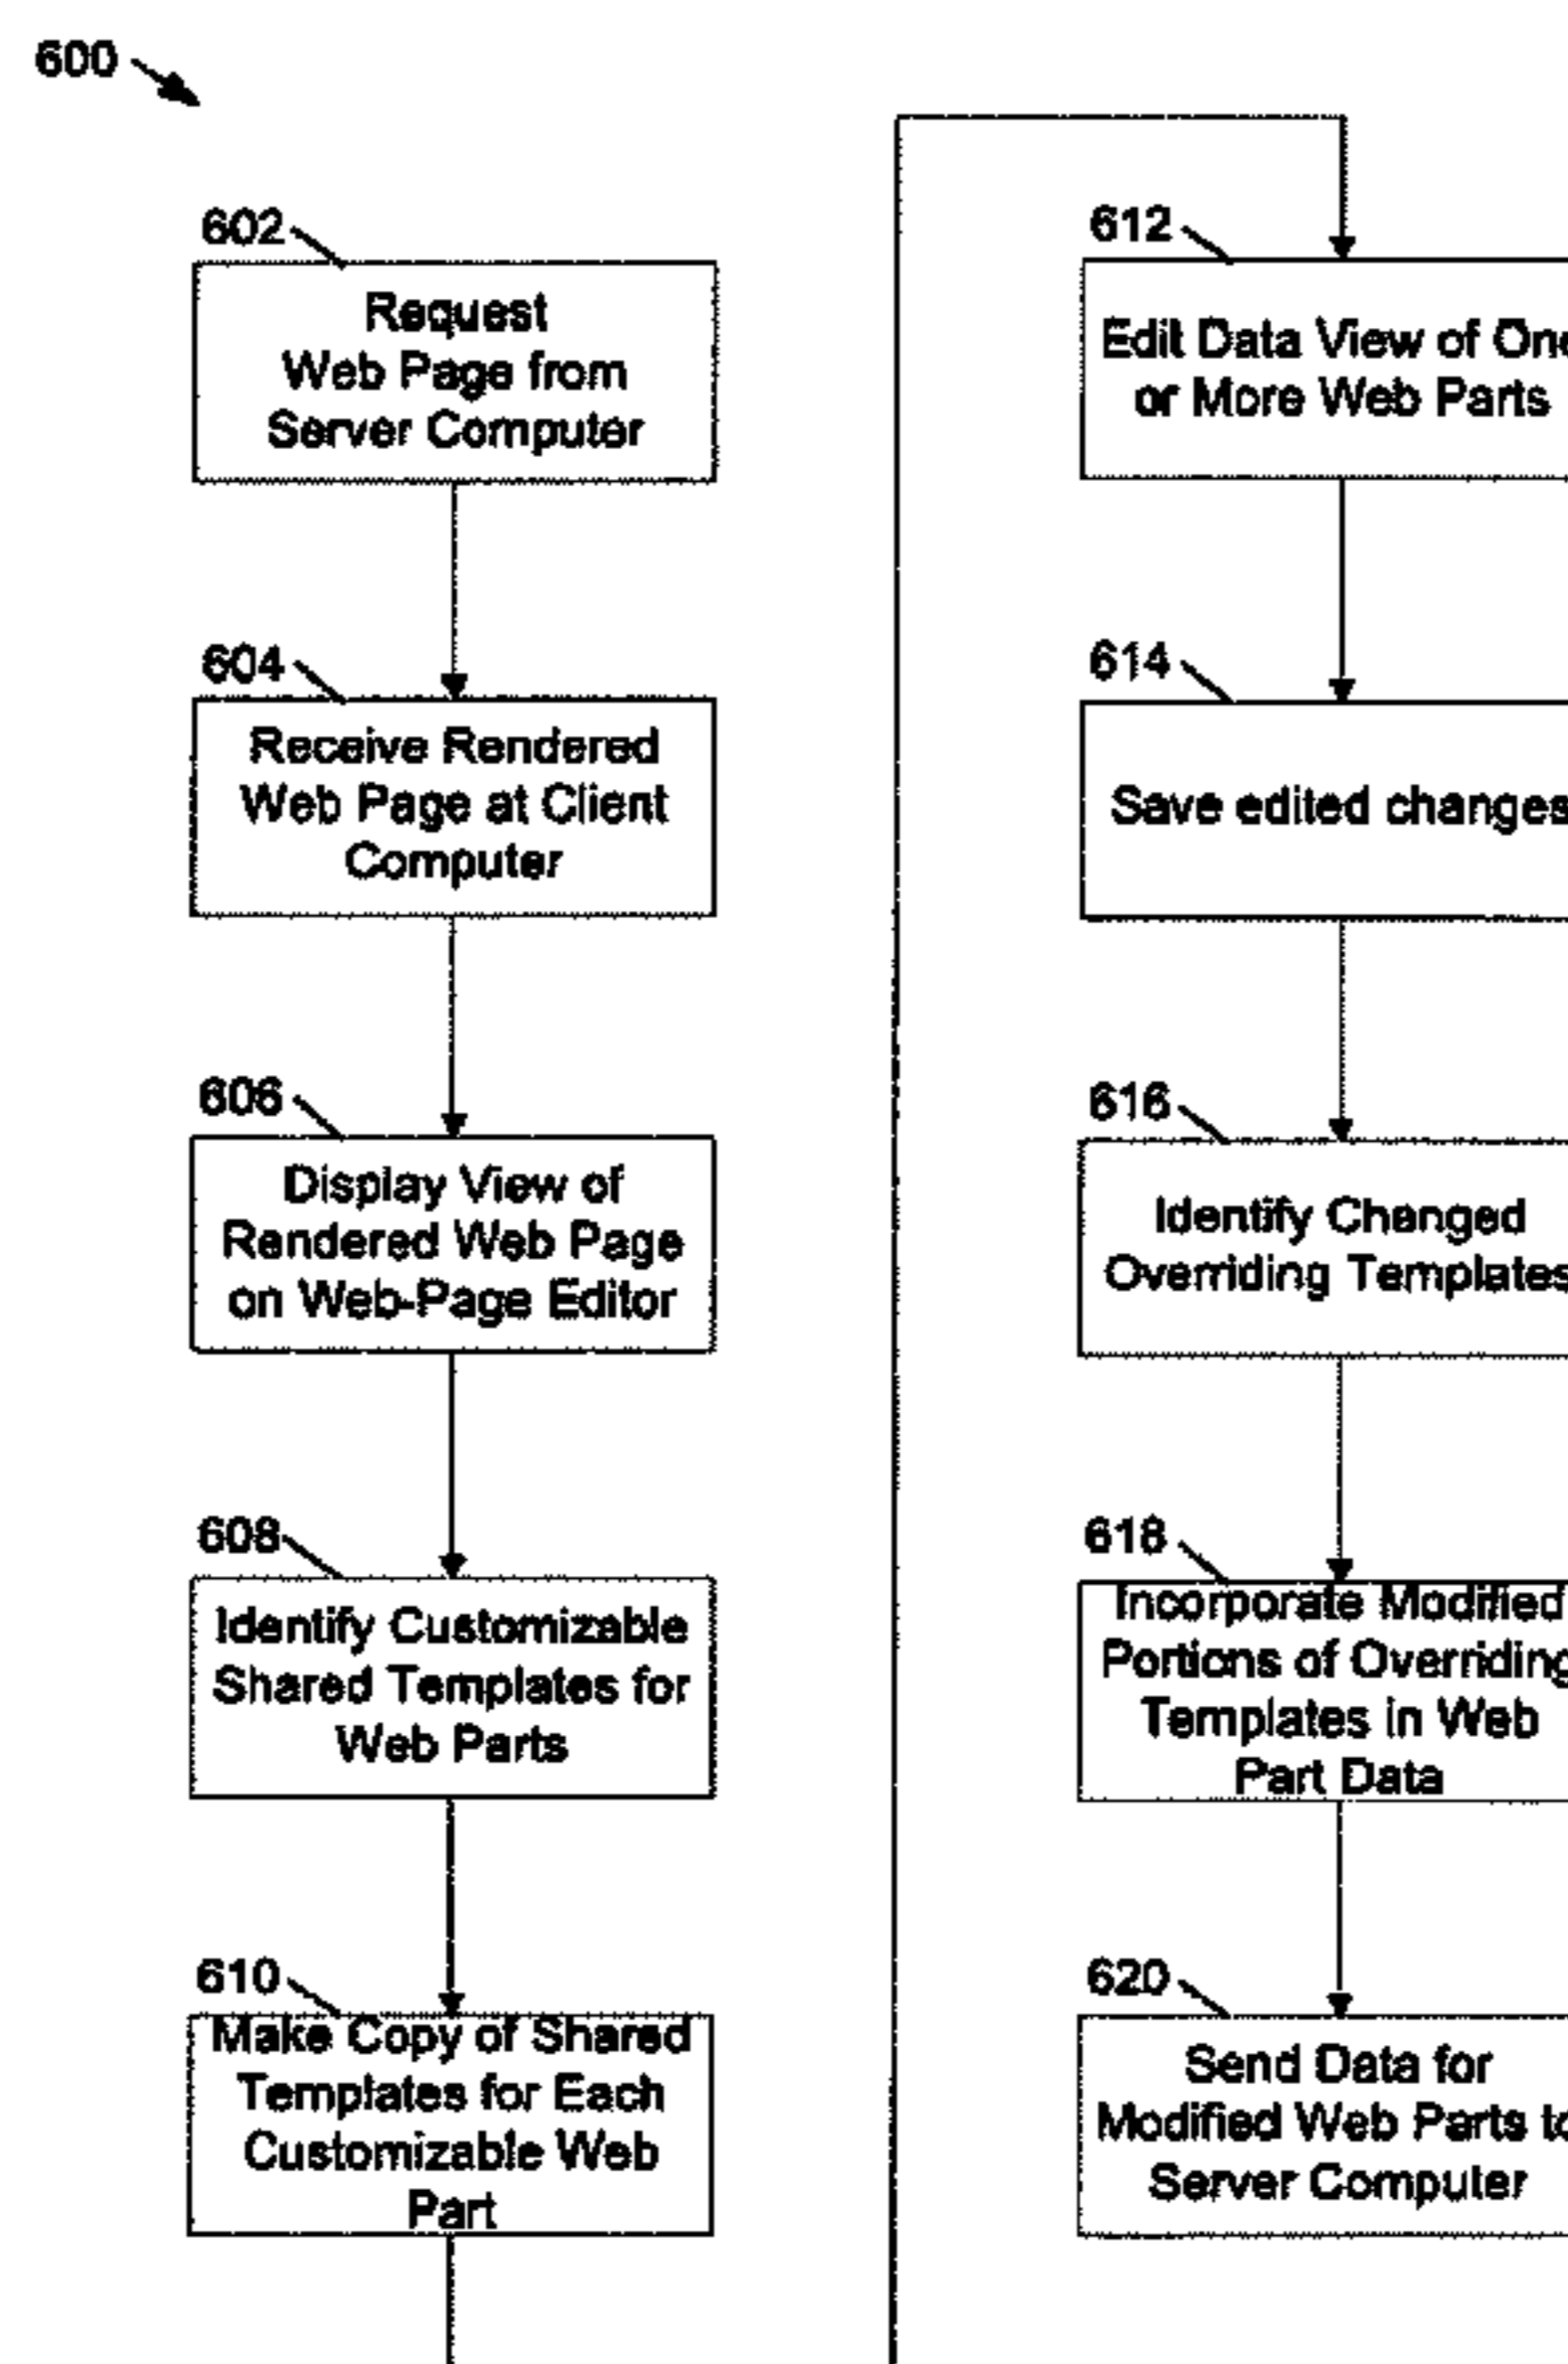 600
602
Request
Web Page from
Server Computer
604
Receive Rendered
Web Page at Client
Computer
606
Display View of
Rendered Web Page
on Web-Page Editor
608
Identify Customizable
Shared Templates for
Web Parts
610
Make Copy of Shared
Templates for Each
Customizable Web
Part
612
Edit Data View of One
or More Web Parts
614
Save edited changes
616
Identify Changed
Overriding Templates
618
Incorporate Modified
Portions of Overriding
Templates in Web
Part Data
620
Send Data for
Modified Web Parts to
Server Computer